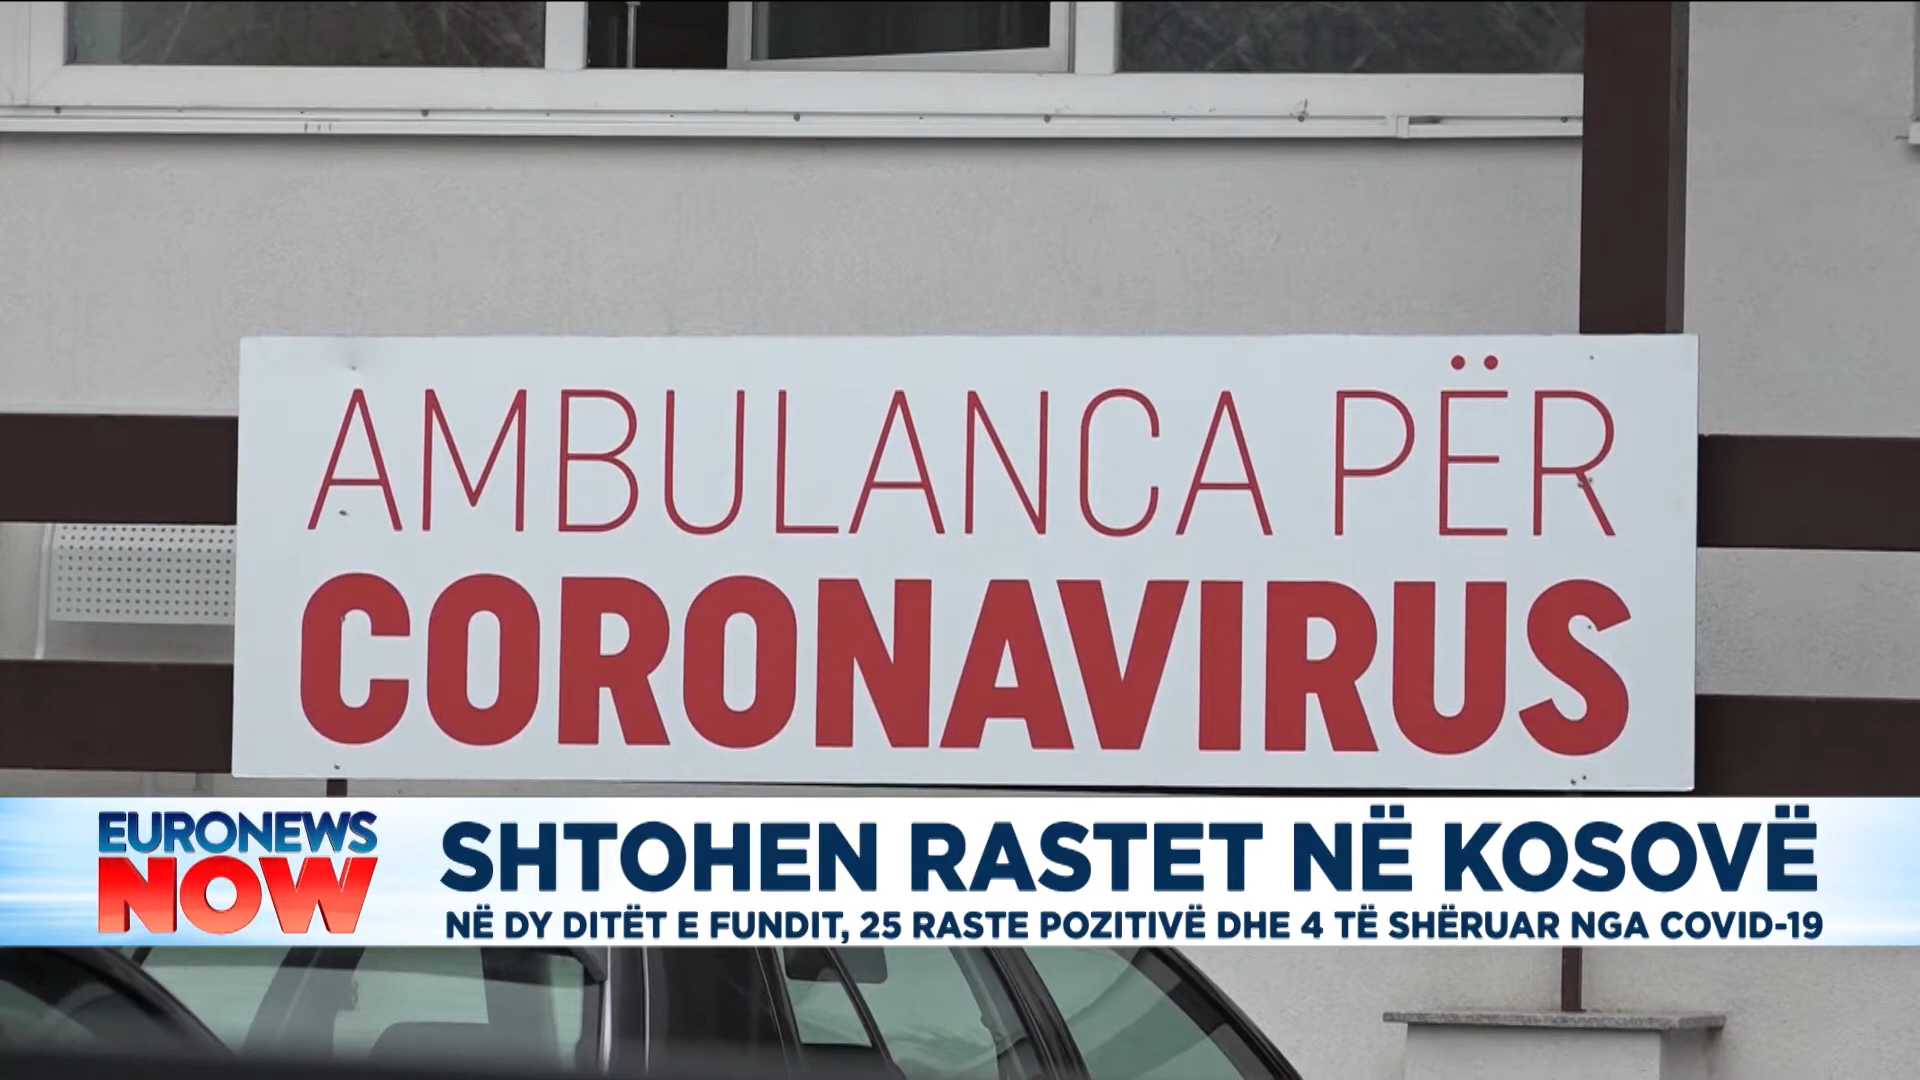 AMBULANCA PËR
CORONAVIRUS
EURONEWS
NOW
SHTOHEN RASTET NË KOSOVË
NË DY DITËT E FUNDIT, 25 RASTE POZITIVË DHE 4 TË SHËRUAR NGA COVID-19